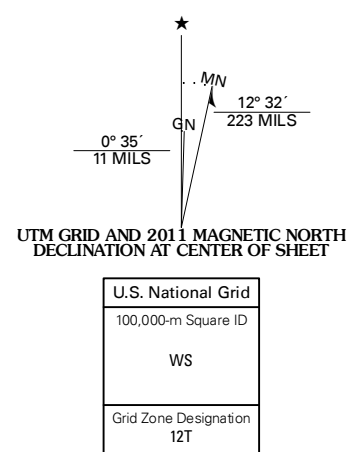 ★
MN
12° 32´
223 MILS
GN
0° 35´
11 MILS
UTM GRID AND 2011 MAGNETIC NORTH
DECLINATION AT CENTER OF SHEET
U.S. National Grid
100,000-m Square ID
WS
Grid Zone Designation
12T